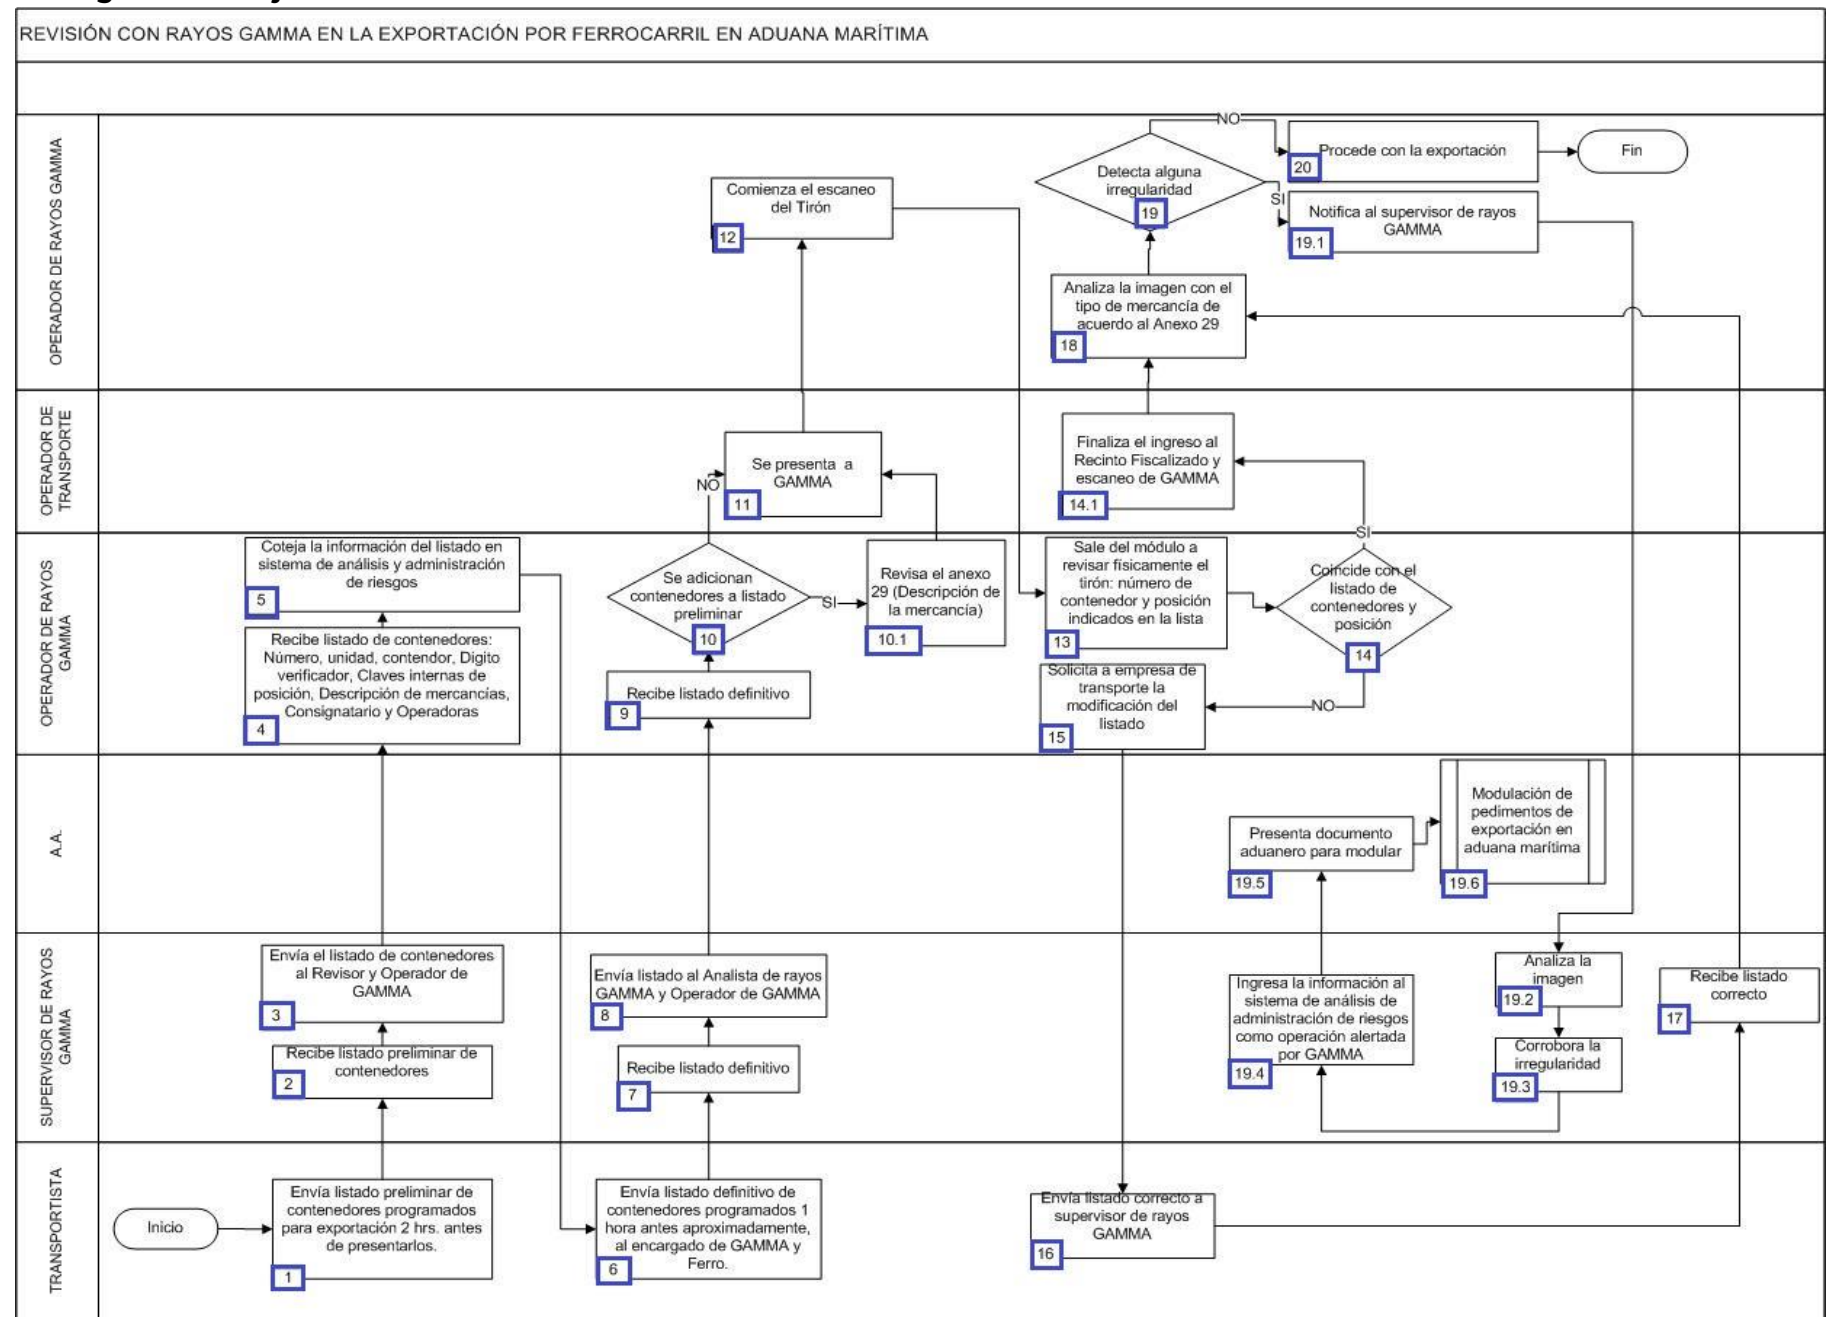 REVISIÓN CON RAYOS GAMMA EN LA EXPORTACIÓN POR FERROCARRIL EN ADUANA MARÍTIMA
OPERADOR DE RAYOS GAMMA
Comienza el escaneo
del Tirón
12
Detecta alguna
irregularidad
19
NO
SI
Procede con la exportación
20
Fin
Notifica al supervisor de rayos
GAMMA
19.1
Analiza la imagen con el
tipo de mercancía de
acuerdo al Anexo 29
18
OPERADOR DE
TRANSPORTE
NO
Se presenta a
GAMMA
11
Finaliza el ingreso al
Recinto Fiscalizado y
escaneo de GAMMA
14.1
SI
OPERADOR DE RAYOS
GAMMA
Coteja la información del listado en
sistema de análisis y administración
de riesgos
5
Recibe listado de contenedores:
Número, unidad, contendor, Digito
verificador, Claves internas de
posición, Descripción de mercancías,
Consignatario y Operadoras
4
Se adicionan
contenedores a listado
preliminar
10
SI
Revisa el anexo
29 (Descripción de
la mercancía)
10.1
Recibe listado definitivo
9
Sale del módulo a
revisar físicamente el
tirón: número de
contenedor y posición
indicados en la lista
13
Coincide con el
listado de
contenedores y
posición
14
NO
Solicita a empresa de
transporte la
modificación del
listado
15
A.A.
Presenta documento
aduanero para modular
19.5
Modulación de
pedimentos de
exportación en
aduana marítima
19.6
SUPERVISOR DE RAYOS
GAMMA
Envía el listado de contenedores
al Revisor y Operador de
GAMMA
3
Recibe listado preliminar de
contenedores
2
Envía listado al Analista de rayos
GAMMA y Operador de GAMMA
8
Recibe listado definitivo
7
Ingresa la información al
sistema de análisis de
administración de riesgos
como operación alertada
por GAMMA
19.4
Analiza la
imagen
19.2
Corrobora la
irregularidad
19.3
Recibe listado
correcto
17
TRANSPORTISTA
Inicio
Envía listado preliminar de
contenedores programados
para exportación 2 hrs. antes
de presentarlos.
1
Envía listado definitivo de
contenedores programados 1
hora antes aproximadamente,
al encargado de GAMMA y
Ferro.
6
Envía listado correcto a
supervisor de rayos
GAMMA
16